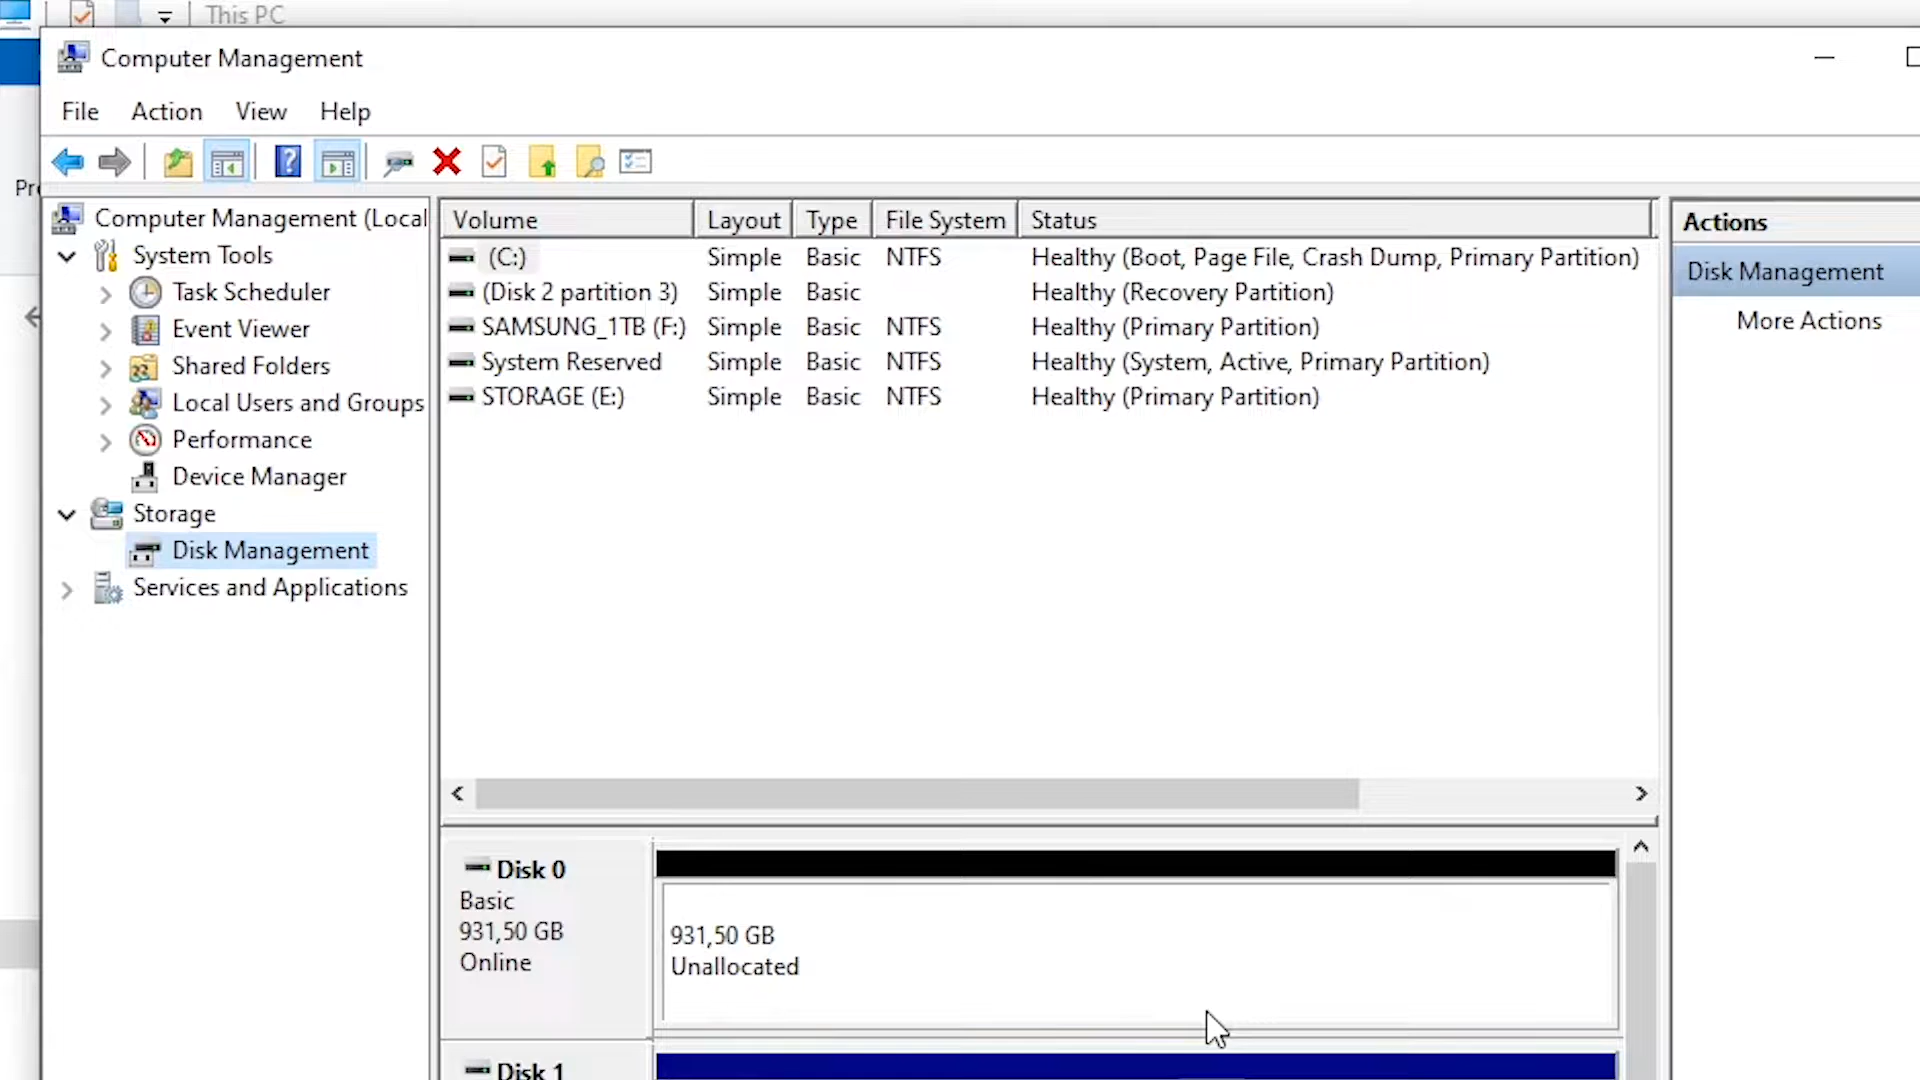 This PC
Computer Management
File Action View Help
Pr
Computer Management (Local
System Tools
Task Scheduler
Event Viewer
Shared Folders
Local Users and Groups
Performance
Device Manager
Storage
Disk Management
Services and Applications
Volume Layout Type File System Status
(C:) Simple Basic NTFS Healthy (Boot, Page File, Crash Dump, Primary Partition)
(Disk 2 partition 3) Simple Basic Healthy (Recovery Partition)
SAMSUNG_1TB (F:) Simple Basic NTFS Healthy (Primary Partition)
System Reserved Simple Basic NTFS Healthy (System, Active, Primary Partition)
STORAGE (E:) Simple Basic NTFS Healthy (Primary Partition)
Actions
Disk Management
More Actions
Disk 0
Basic
931,50 GB
Online
931,50 GB
Unallocated
Disk 1